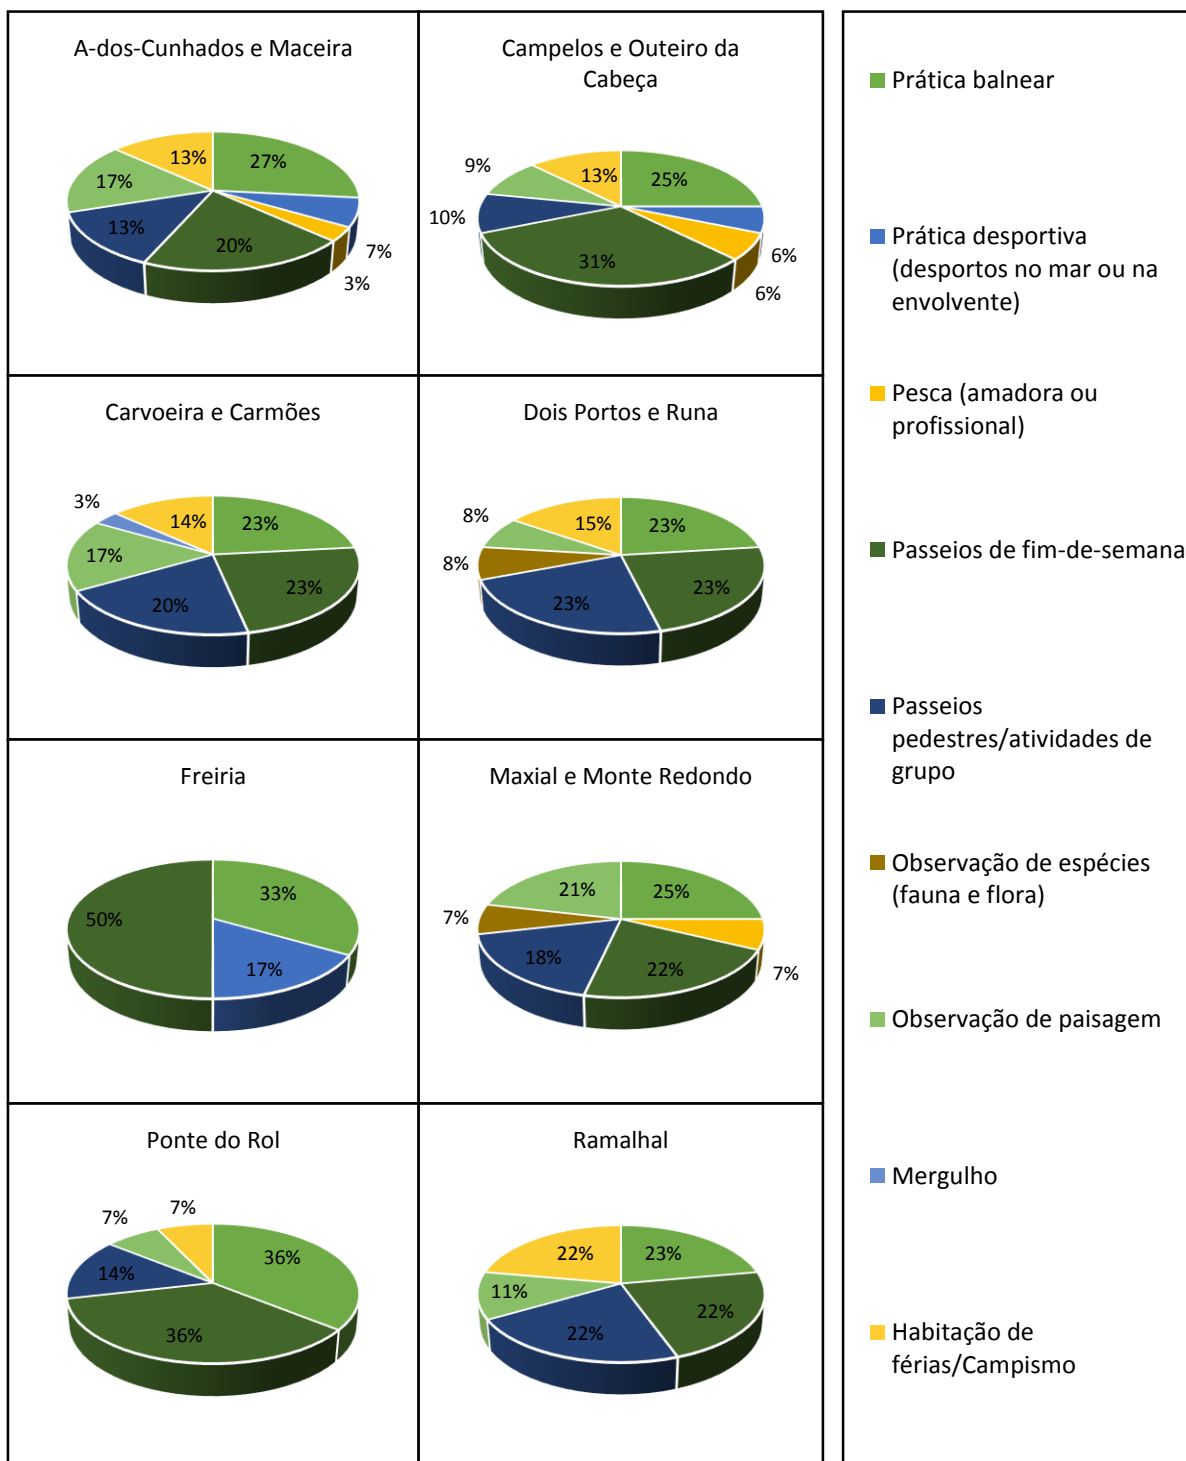 A-dos-Cunhados e Maceira
13%
27%
17%
13%
20%
7%
3%
Campelos e Outeiro da
Cabeça
9%
13%
25%
10%
31%
6%
6%
Carvoeira e Carmões
3%
14%
23%
17%
20%
23%
Dois Portos e Runa
8%
15%
23%
8%
23%
23%
Freiria
33%
50%
17%
Maxial e Monte Redondo
21%
25%
7%
18%
22%
7%
Ponte do Rol
7%
7%
36%
14%
36%
Ramalhal
22%
23%
11%
22%
22%
Prática balnear
Prática desportiva
(desportos no mar ou na
envolvente)
Pesca (amadora ou
profissional)
Passeios de fim-de-semana
Passeios
pedestres/atividades de
grupo
Observação de espécies
(fauna e flora)
Observação de paisagem
Mergulho
Habitação de
férias/Campismo